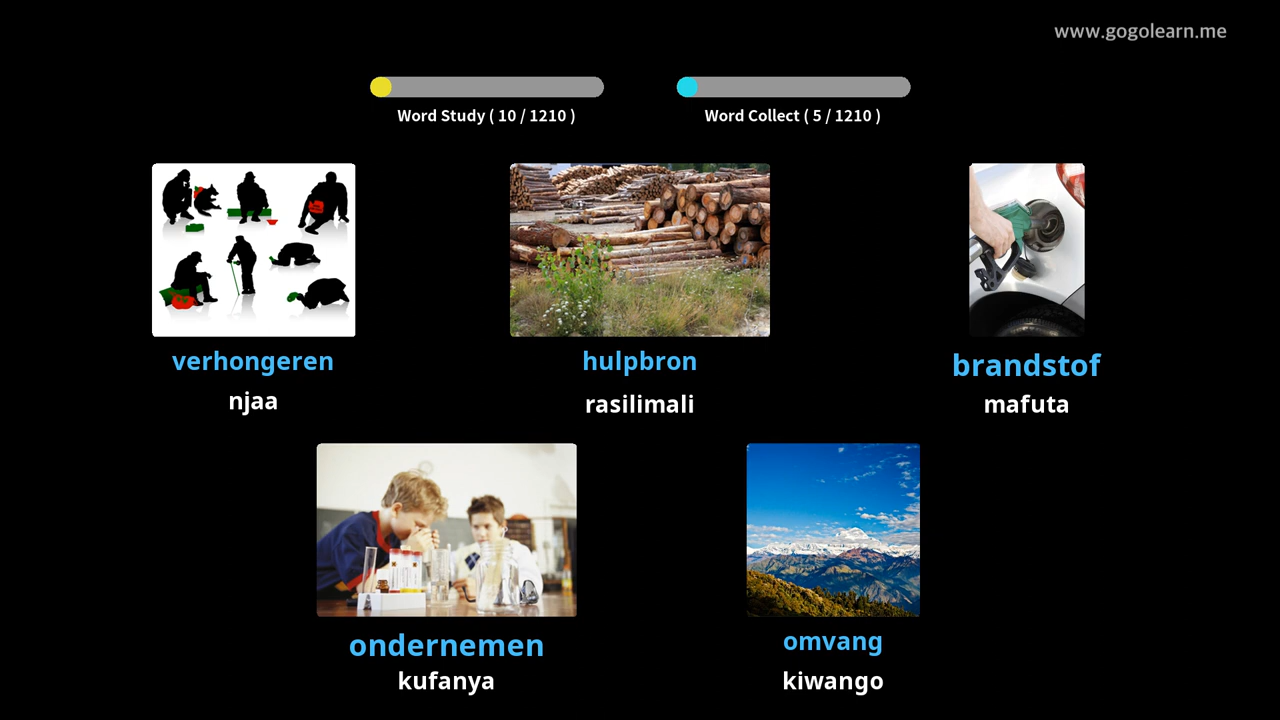 www.gogolearn.me
Word Study ( 10 / 1210 )
Word Collect ( 5 / 1210 )
verhongeren
njaa
hulpbron
rasilimali
brandstof
mafuta
ondernemen
kufanya
omvang
kiwango